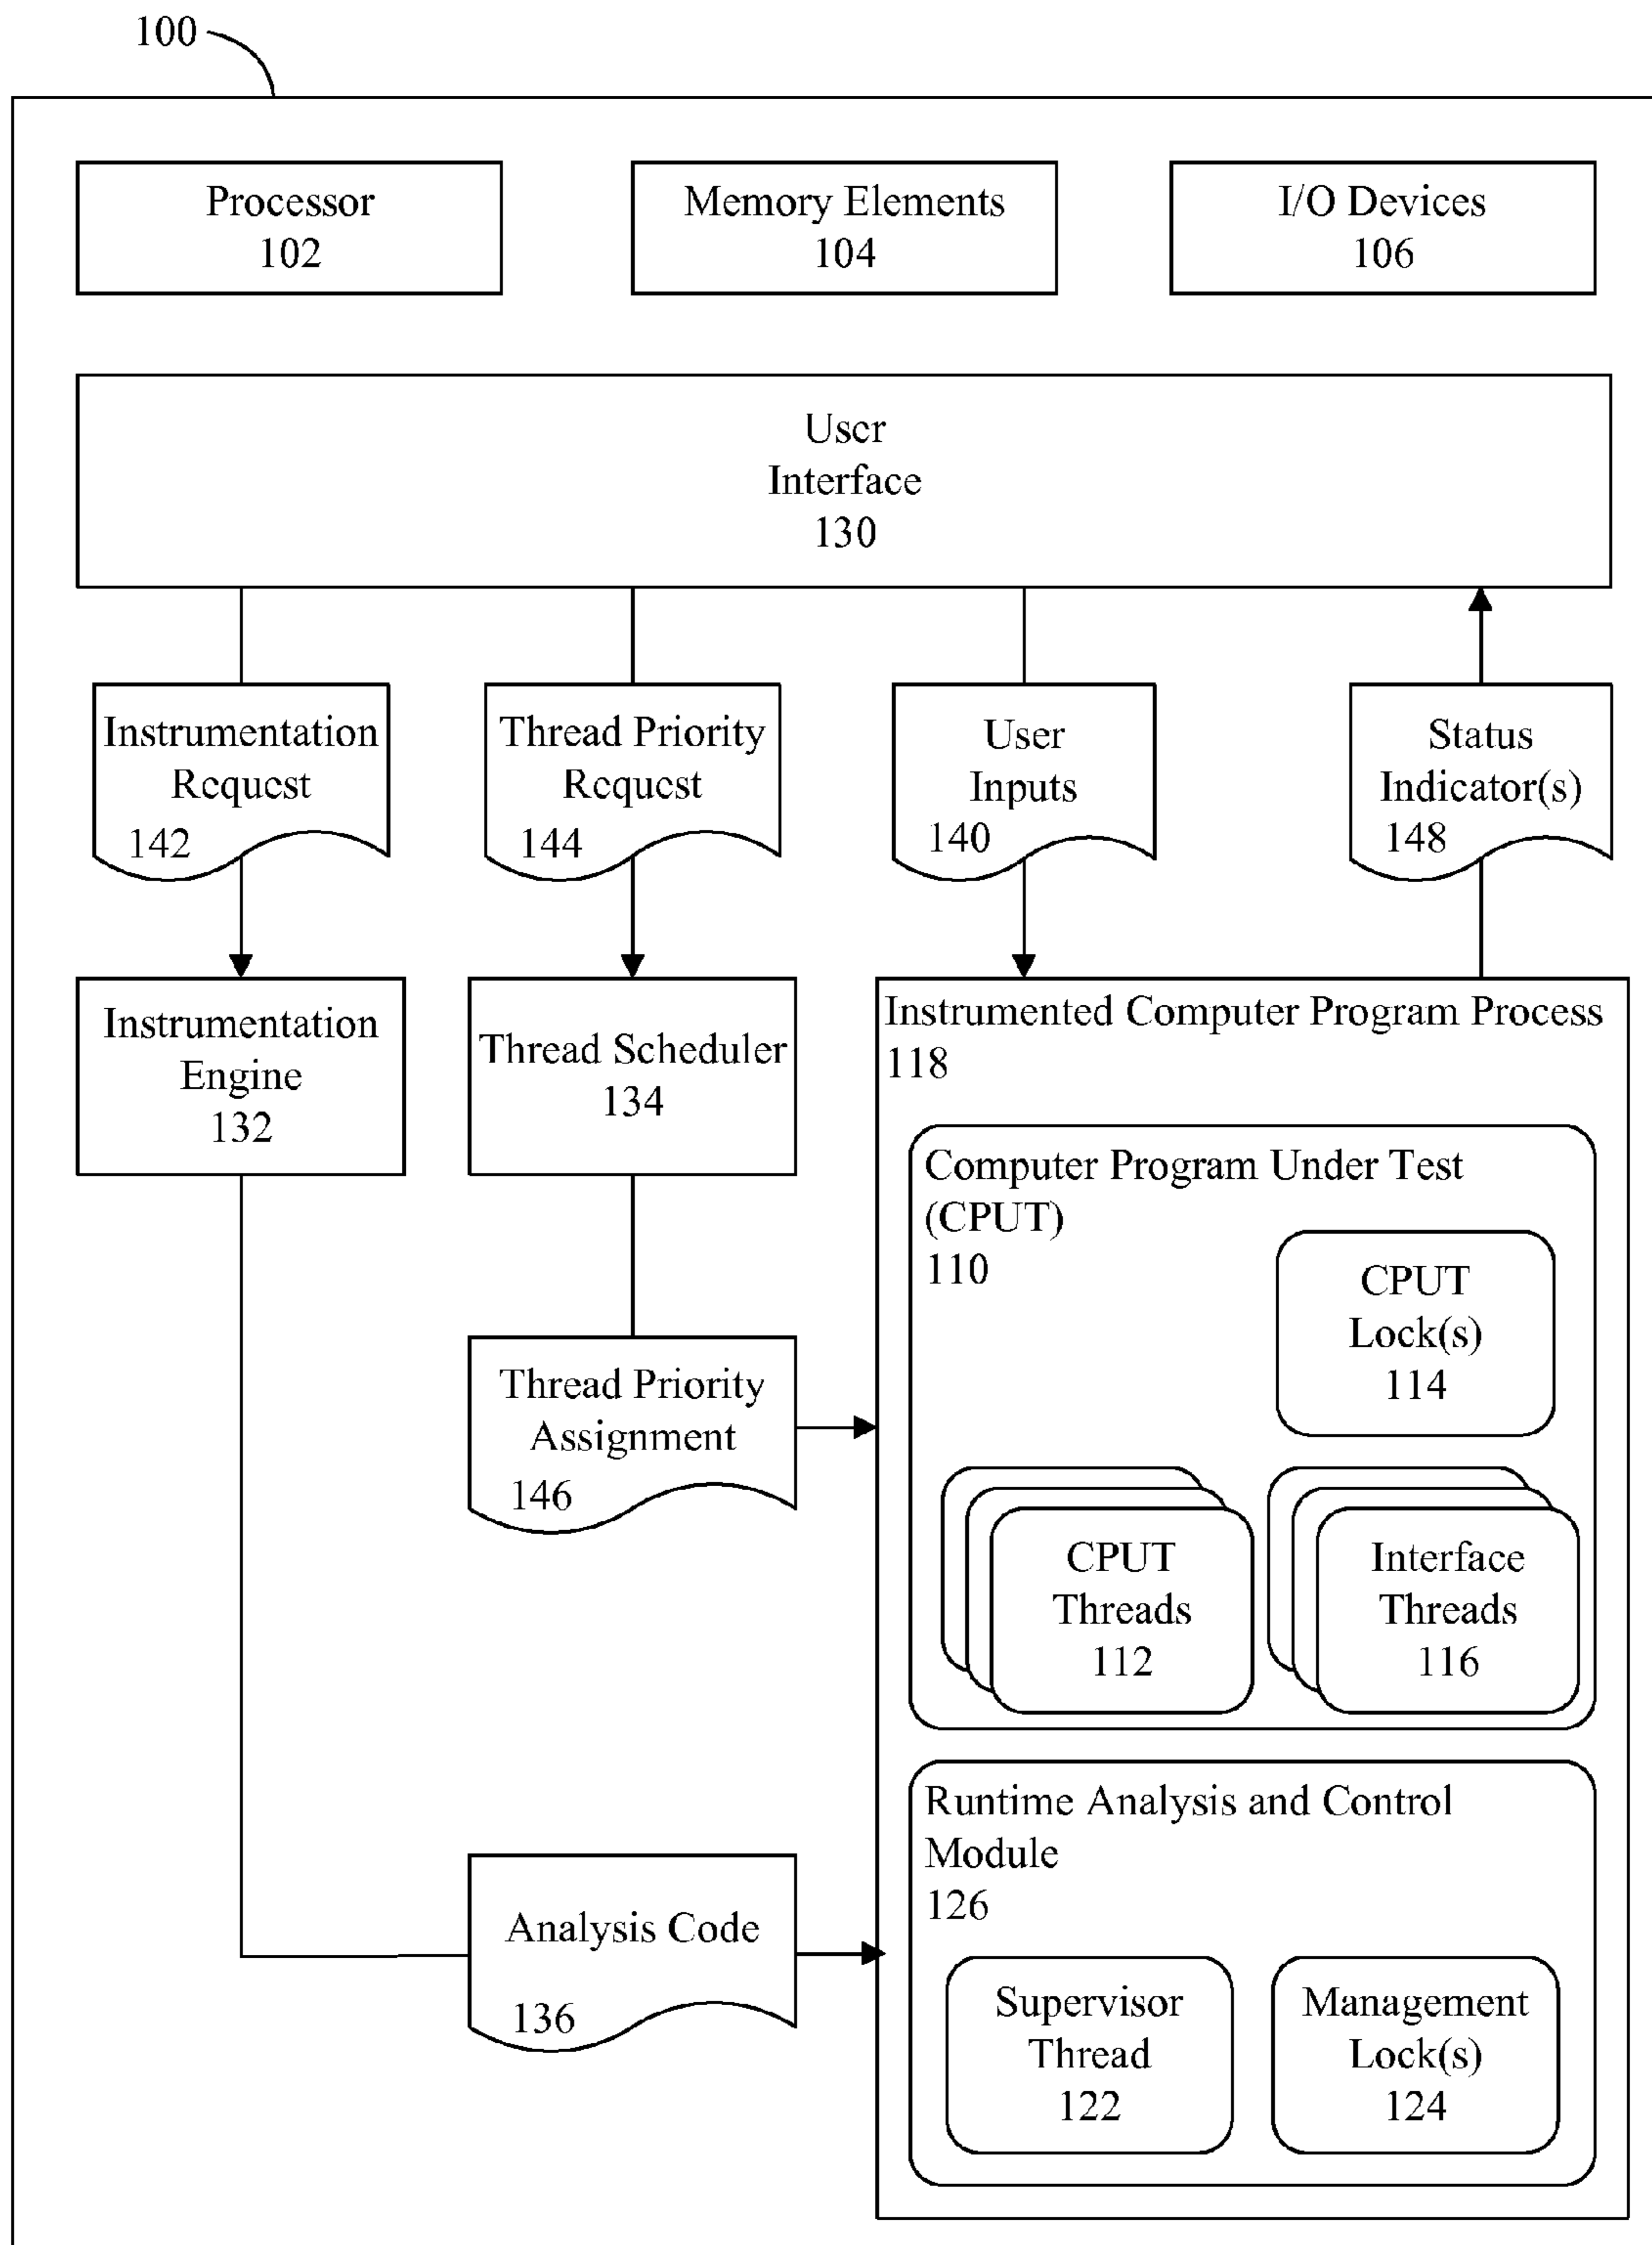 100
Processor
102
Memory Elements
104
I/O Devices
106
User
Interface
130
Instrumentation
Request
142
Thread Priority
Request
144
User
Inputs
140
Status
Indicator(s)
148
Instrumentation
Engine
132
Thread Scheduler
134
Instrumented Computer Program Process
118
Computer Program Under Test
(CPUT)
110
CPUT
Lock(s)
114
Thread Priority
Assignment
146
CPUT
Threads
112
Interface
Threads
116
Runtime Analysis and Control
Module
126
Analysis Code
136
Supervisor
Thread
122
Management
Lock(s)
124